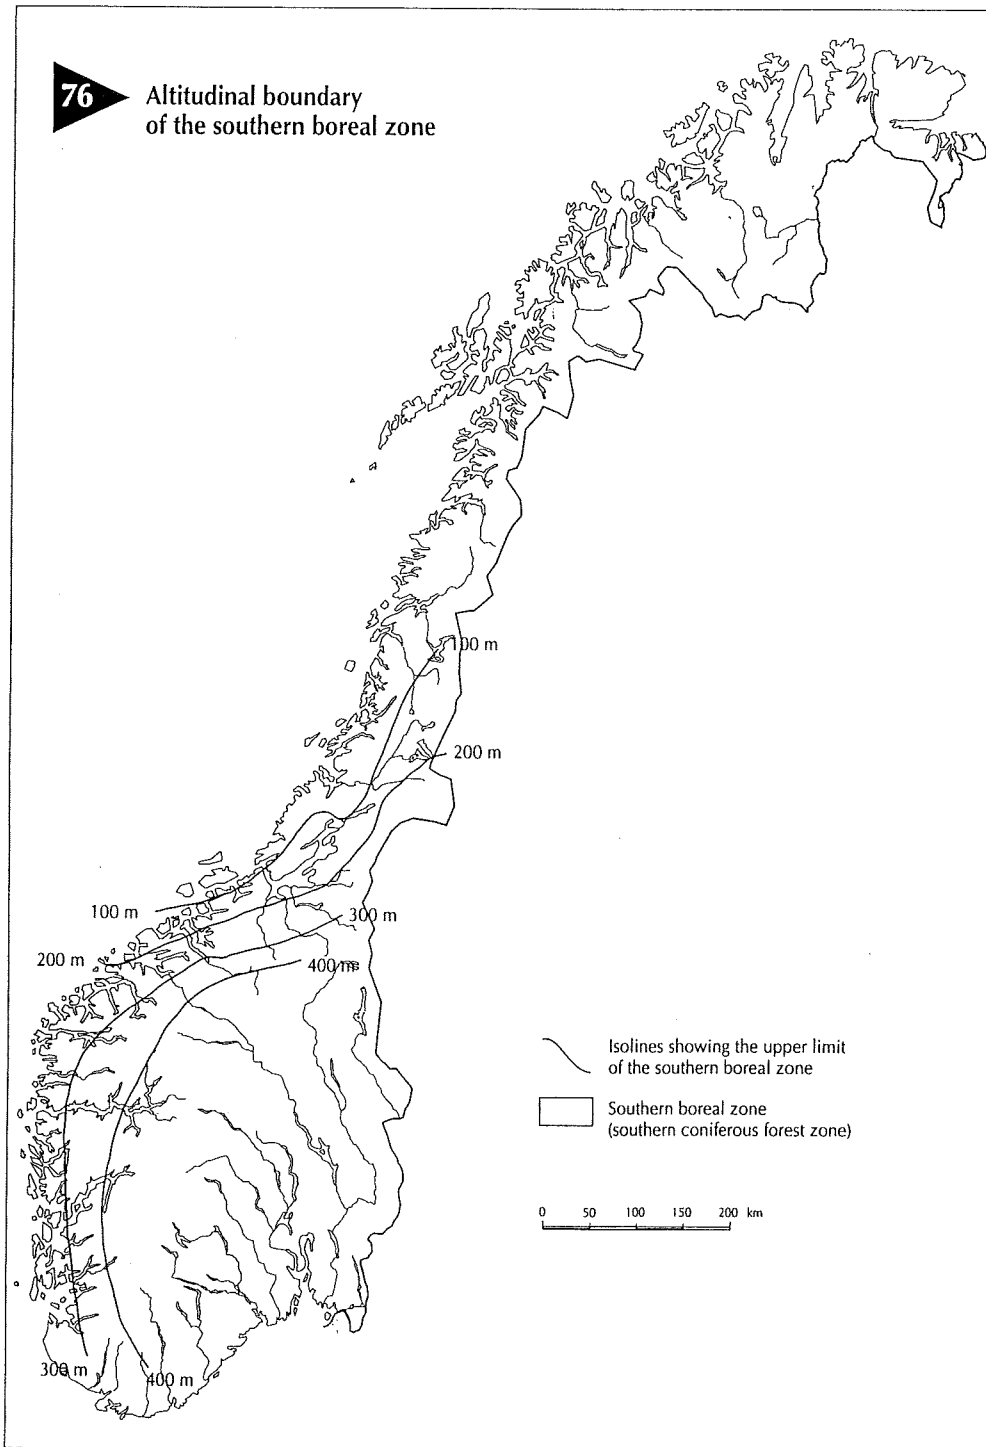 76
Altitudinal boundary
of the southern boreal zone
100 m
200 m
100 m
300 m
200 m
400 m
Isolines showing the upper limit
of the southern boreal zone
Southern boreal zone
(southern coniferous forest zone)
0 50 100 150 200 km
300 m
400 m